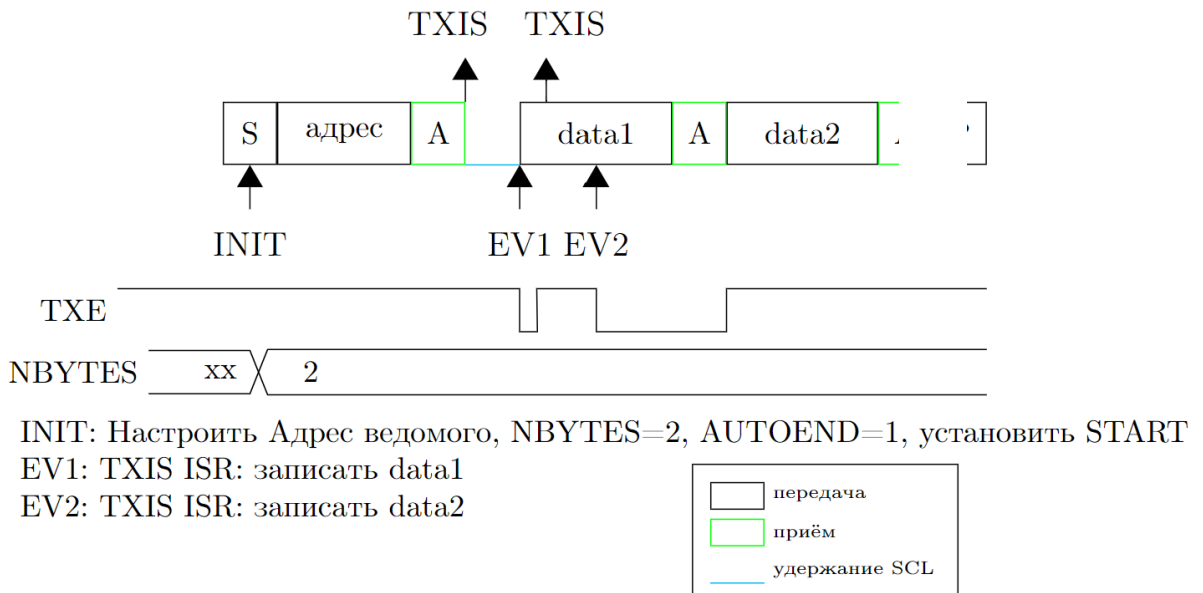 TXIS TXIS
S адрес A data1 A data2
INIT EV1 EV2
TXE
NBYTES xx 2
INIT: Настроить Адрес ведомого, NBYTES=2, AUTOEND=1, установить START
EV1: TXIS ISR: записать data1
EV2: TXIS ISR: записать data2
передача
приём
удержание SCL